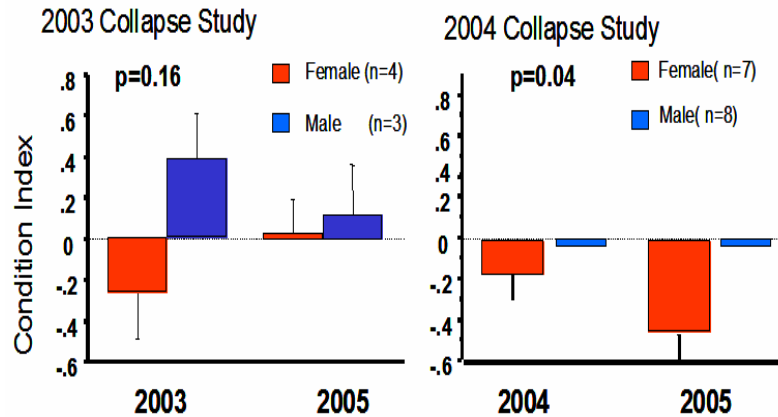 2003 Collapse Study
p=0.16
Female (n=4)
Male (n=3)
Condition Index
.8
.6
.4
.2
0
-.2
-.4
-.6
2003 2005
2004 Collapse Study
p=0.04
Female( n=7)
Male( n=8)
.8
.6
.4
.2
0
-.2
-.4
-.6
2004 2005